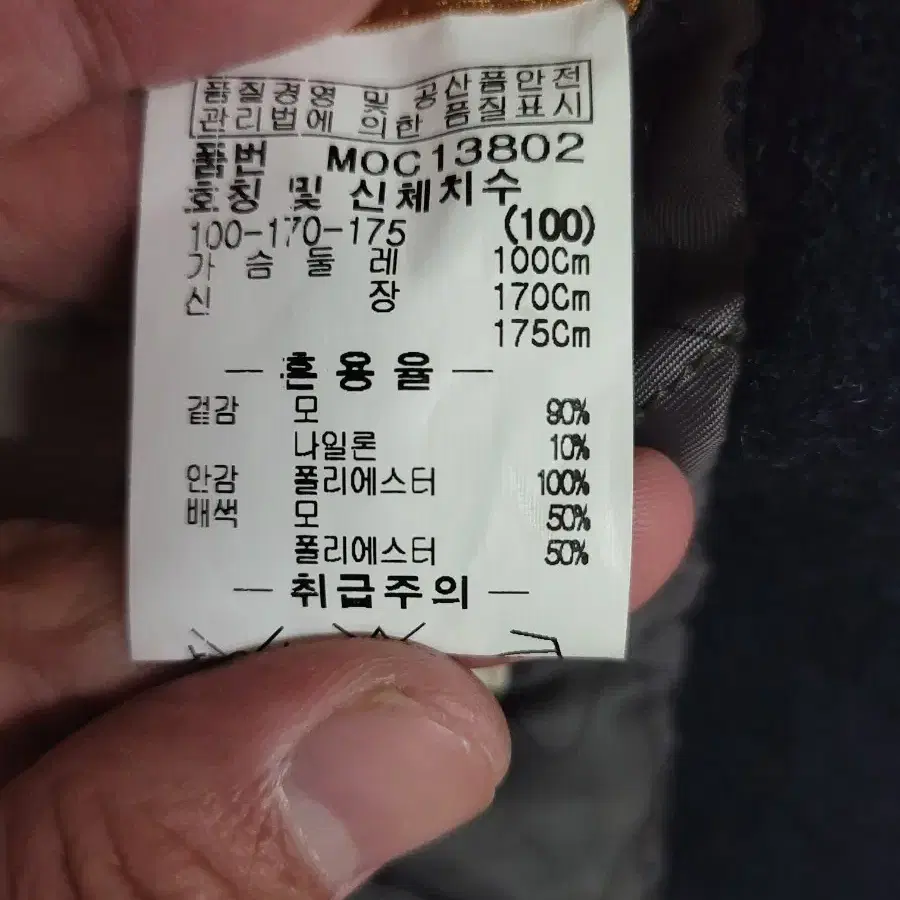 품질경영 및 공산품안전
관리법에 의한 품질표시
품번 MOC13802
호칭 및 신체치수
100-170-175 (100)
가 슴 둘 레 100Cm
신 장 170Cm
175Cm
— 혼용율 —
겉감 모 90%
나일론 10%
안감 폴리에스터 100%
배색 모 50%
폴리에스터 50%
— 취급주의 —